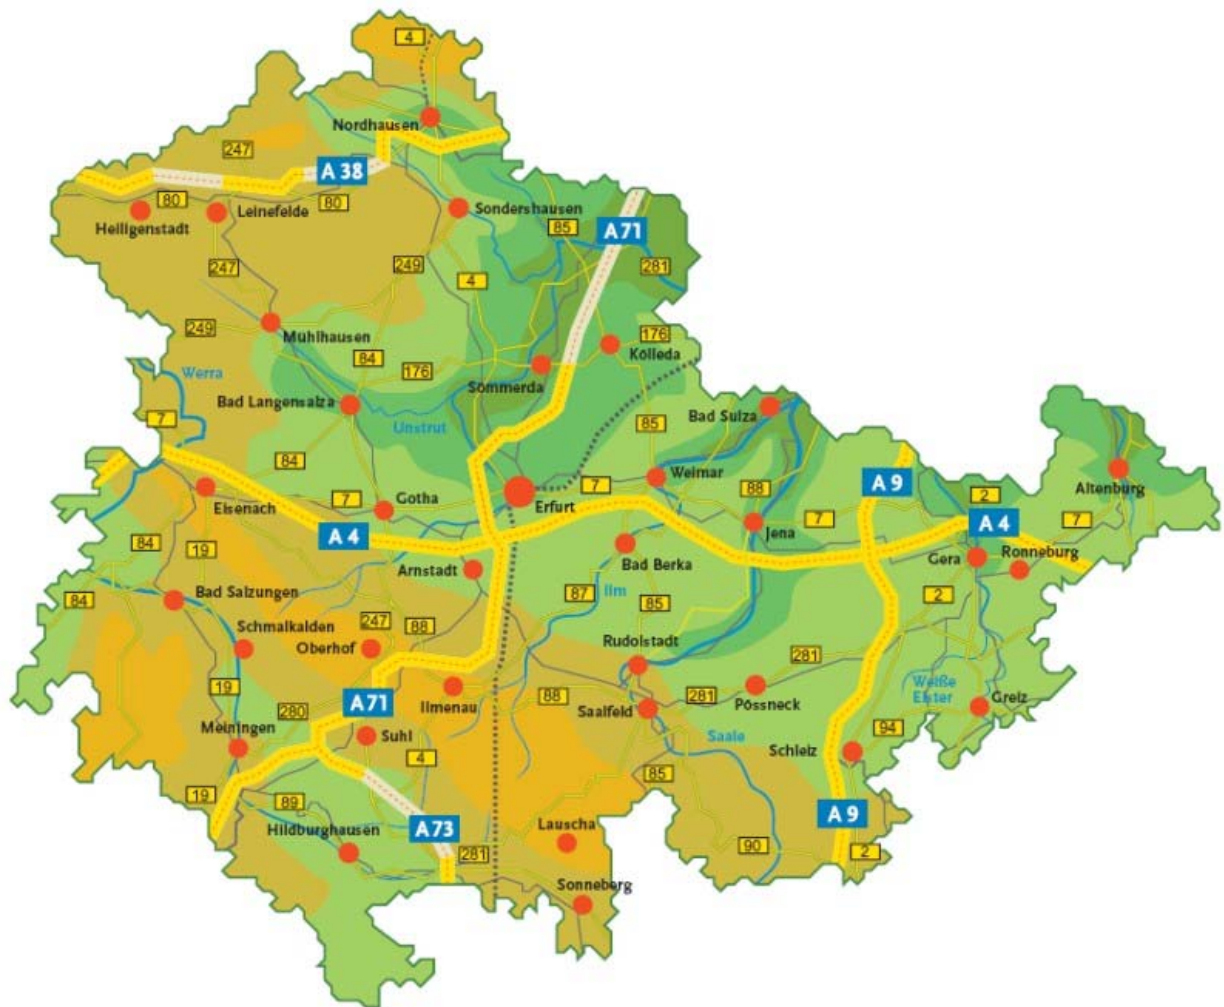 4
Nordhausen
247
A 38
80
80
Heiligenstadt
Leinefelde
Sondershausen
85
A 71
281
247
249
4
249
Mühlhausen
176
Kölleda
84
176
Sömmerda
Werra
Bad Langensalza
7
Unstrut
85
Bad Sulza
84
Weimar
7
Eisenach
7
Gotha
Erfurt
88
A 9
2
Altenburg
A 4
7
A 4
7
Jena
84
19
Arnstadt
Bad Berka
Gera
Ronneburg
Bad Salzungen
87
Ilm
85
2
84
Schmalkalden
247
88
Oberhof
Rudolstadt
281
19
A 71
Ilmenau
88
281
Pössneck
Weiße
Elster
Greiz
280
Saalfeld
Meiningen
Suhl
Saale
Schleiz
94
4
85
19
89
Hildburghausen
A 73
Lauscha
A 9
281
90
2
Sonneberg